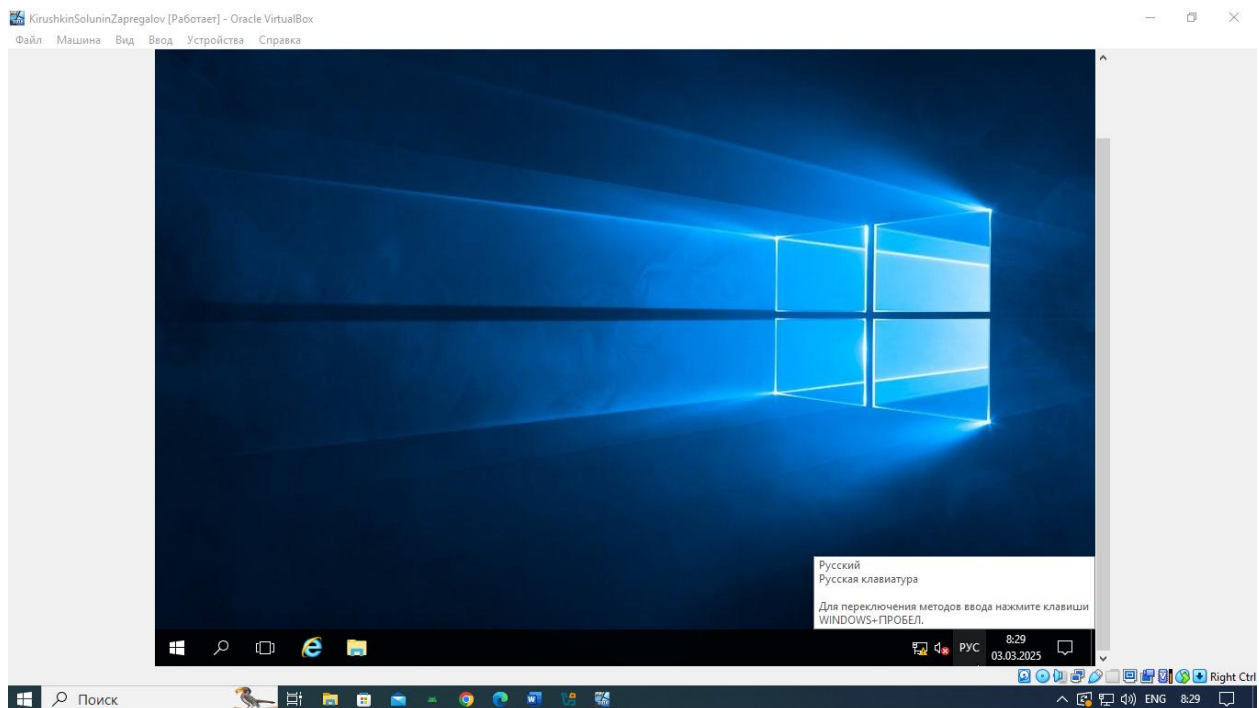 KirushkinSoluninZapregalov [Работает] - Oracle VirtualBox
Файл Машина Вид Ввод Устройства Справка
Русский
Русская клавиатура
Для переключения методов ввода нажмите клавиши
WINDOWS+ПРОБЕЛ.
РУС
8:29
03.03.2025
Right Ctrl
Поиск
ENG 8:29